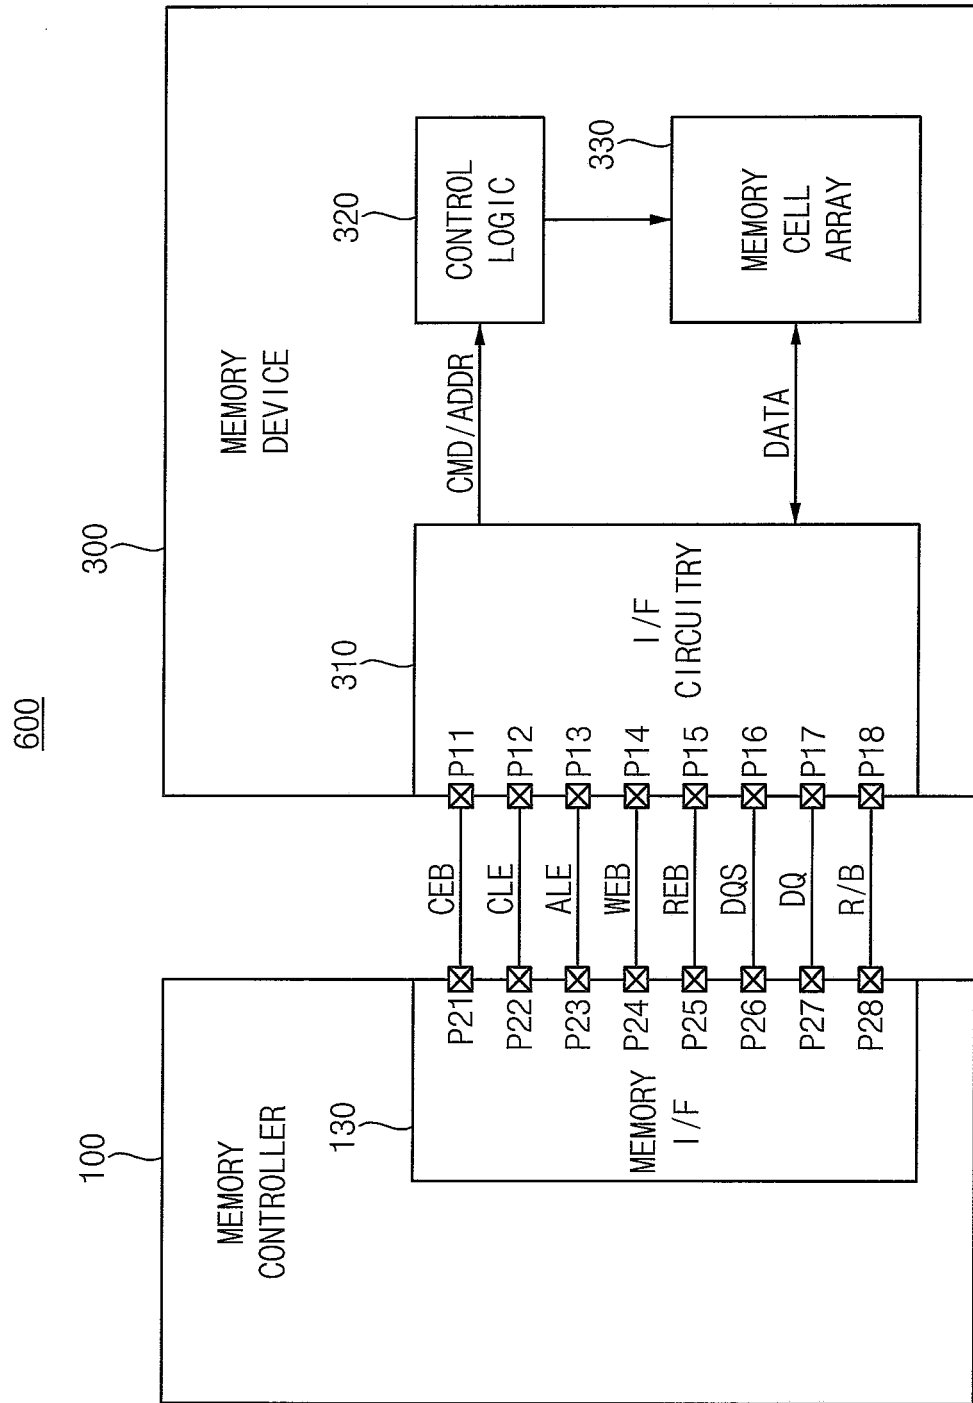 600
100
MEMORY
CONTROLLER
130
MEMORY
I/F
P21
P22
P23
P24
P25
P26
P27
P28
CEB
CLE
ALE
WEB
REB
DQS
DQ
R/B
300
MEMORY
DEVICE
310
P11
P12
P13
P14
P15
P16
P17
P18
I/F
CIRCUITRY
CMD/ADDR
DATA
320
CONTROL
LOGIC
330
MEMORY
CELL
ARRAY